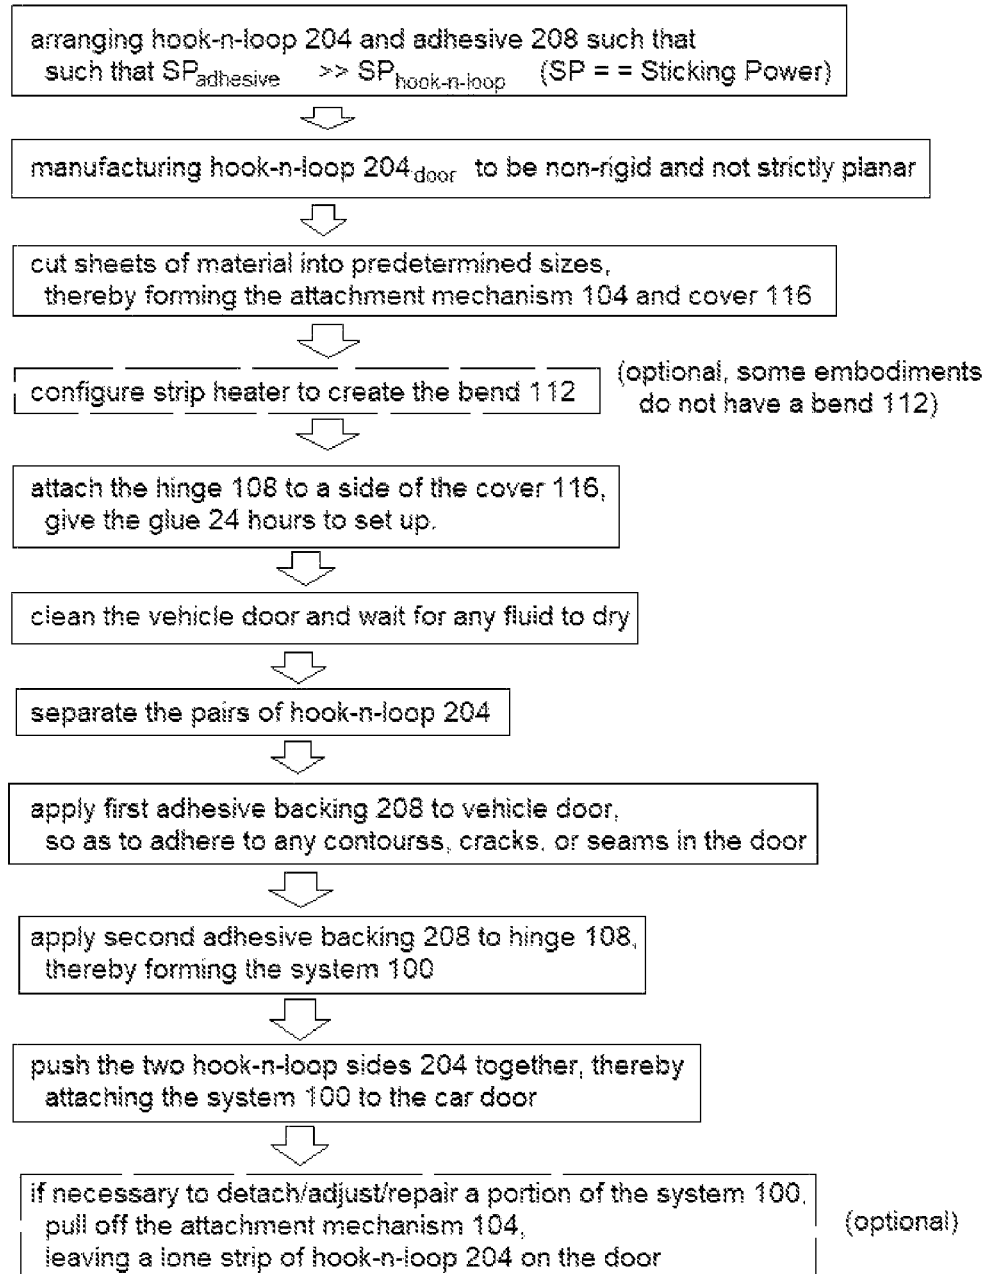 arranging hook-n-loop 204 and adhesive 208 such that
such that SPadhesive >> SPhook-n-loop (SP = = Sticking Power)
manufacturing hook-n-loop 204door to be non-rigid and not strictly planar
cut sheets of material into predetermined sizes,
thereby forming the attachment mechanism 104 and cover 116
configure strip heater to create the bend 112
(optional, some embodiments
do not have a bend 112)
attach the hinge 108 to a side of the cover 116,
give the glue 24 hours to set up.
clean the vehicle door and wait for any fluid to dry
separate the pairs of hook-n-loop 204
apply first adhesive backing 208 to vehicle door,
so as to adhere to any contourss, cracks, or seams in the door
apply second adhesive backing 208 to hinge 108,
thereby forming the system 100
push the two hook-n-loop sides 204 together, thereby
attaching the system 100 to the car door
if necessary to detach/adjust/repair a portion of the system 100,
pull off the attachment mechanism 104,
leaving a lone strip of hook-n-loop 204 on the door
(optional)